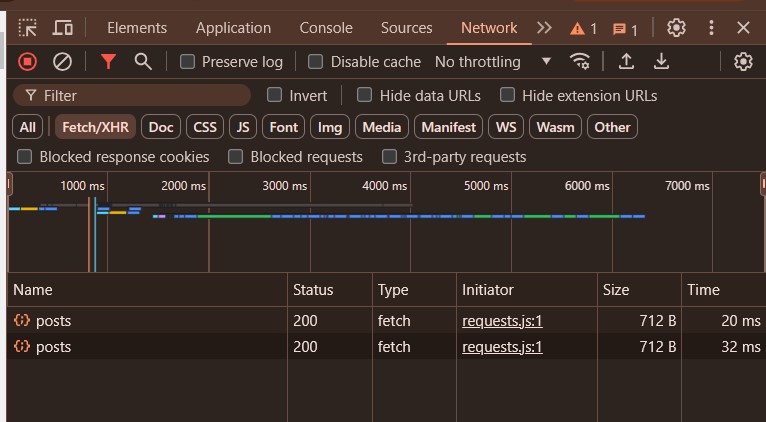 Elements Application Console Sources Network 1 1
Preserve log Disable cache No throttling
Filter Invert Hide data URLs Hide extension URLs
All Fetch/XHR Doc CSS JS Font Img Media Manifest WS Wasm Other
Blocked response cookies Blocked requests 3rd-party requests
1000 ms 2000 ms 3000 ms 4000 ms 5000 ms 6000 ms 7000 ms
Name Status Type Initiator Size Time
posts 200 fetch requests.js:1 712 B 20 ms
posts 200 fetch requests.js:1 712 B 32 ms